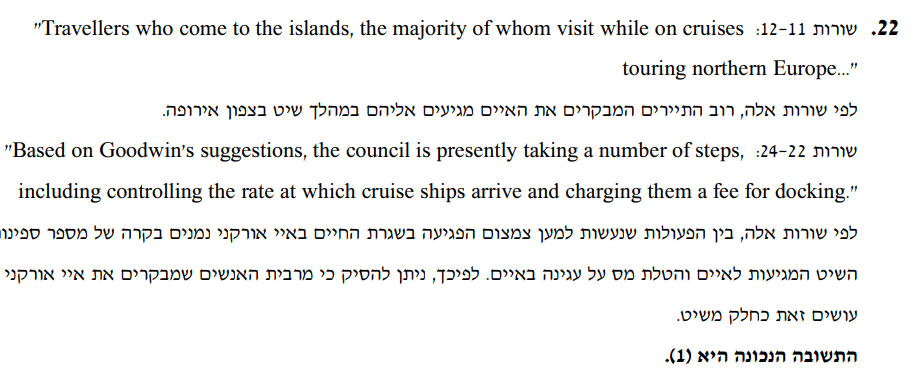 22. שורות 12-11: "Travellers who come to the islands, the majority of whom visit while on cruises
touring northern Europe..."
לפי שורות אלה, רוב התיירים המבקרים את האיים מגיעים אליהם במהלך שיט בצפון אירופה.
שורות 24-22: "Based on Goodwin's suggestions, the council is presently taking a number of steps,
including controlling the rate at which cruise ships arrive and charging them a fee for docking."
לפי שורות אלה, בין הפעולות שנעשות למען צמצום הפגיעה בשגרת החיים באיי אורקני נמנים בקרה של מספר ספינו
השיט המגיעות לאיים והטלת מס על עגינה באיים. לפיכך, ניתן להסיק כי מרבית האנשים שמבקרים את איי אורקני
עושים זאת כחלק משיט.
התשובה הנכונה היא (1).